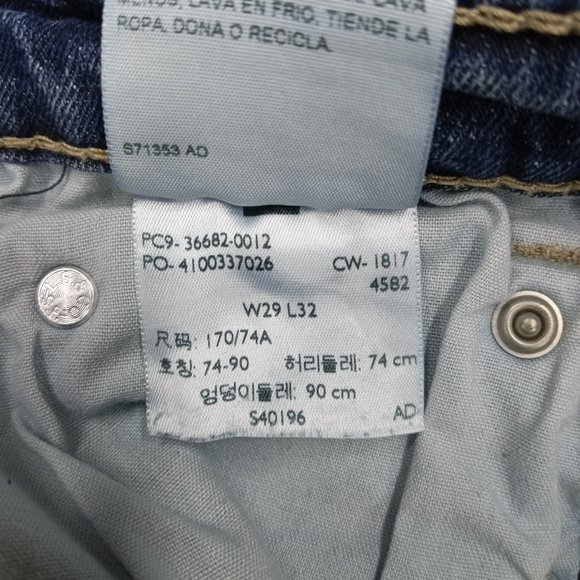 MENOS, LAVA EN FRIO, TIENDE LA
ROPA, DONA O RECICLA.
S71353 AD
PC9- 36682-0012
PO- 4100337026 CW- 1817
4582
W29 L32
尺码: 170/74A
호칭: 74-90 허리둘레: 74 cm
엉덩이둘레: 90 cm
S40196 AD